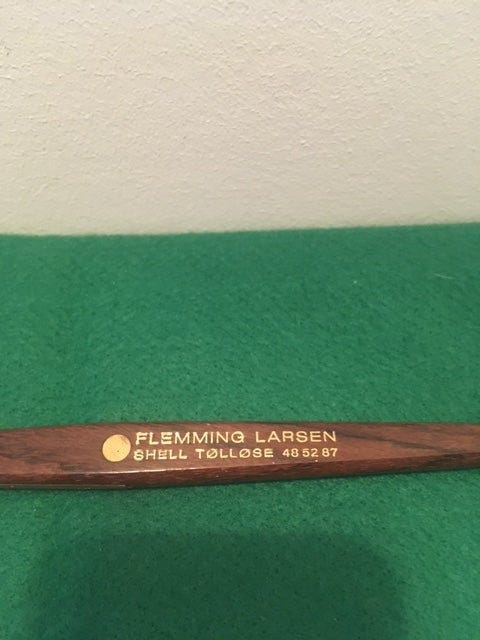 FLEMMING LARSEN
SHELL TØLLØSE 48 52 87